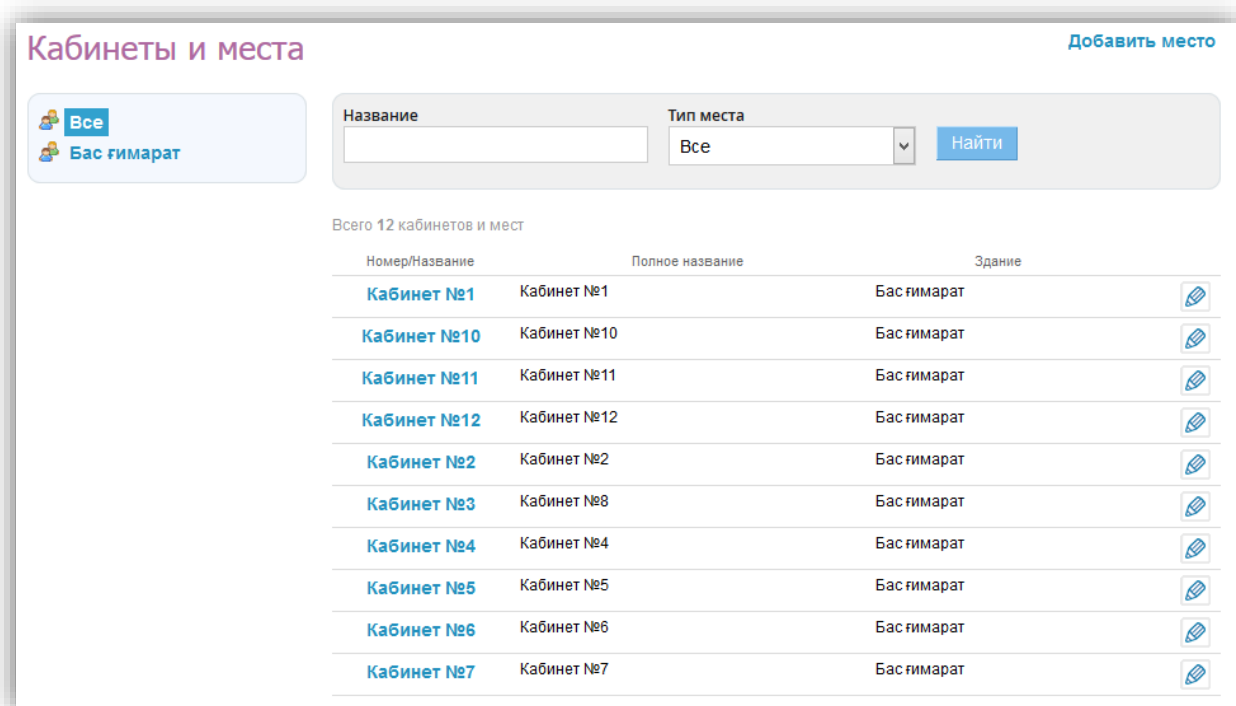 Кабинеты и места
Добавить место
Все
Бас ғимарат
Название Тип места
Все Найти
Всего 12 кабинетов и мест
Номер/Название Полное название Здание
Кабинет №1 Кабинет №1 Бас ғимарат
Кабинет №10 Кабинет №10 Бас ғимарат
Кабинет №11 Кабинет №11 Бас ғимарат
Кабинет №12 Кабинет №12 Бас ғимарат
Кабинет №2 Кабинет №2 Бас ғимарат
Кабинет №3 Кабинет №8 Бас ғимарат
Кабинет №4 Кабинет №4 Бас ғимарат
Кабинет №5 Кабинет №5 Бас ғимарат
Кабинет №6 Кабинет №6 Бас ғимарат
Кабинет №7 Кабинет №7 Бас ғимарат